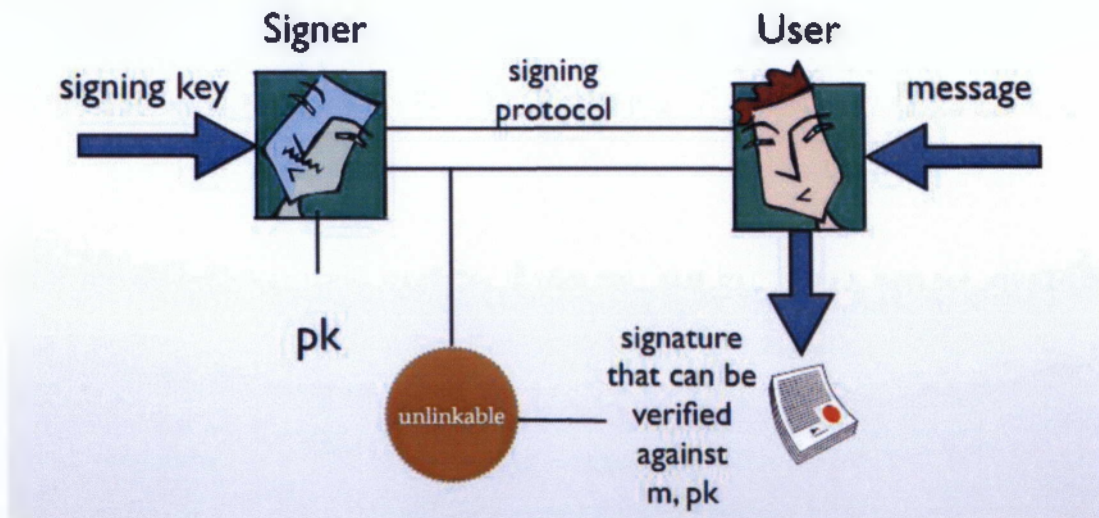 Signer
User
signing key
signing
protocol
message
pk
unlinkable
signature
that can be
verified
against
m, pk